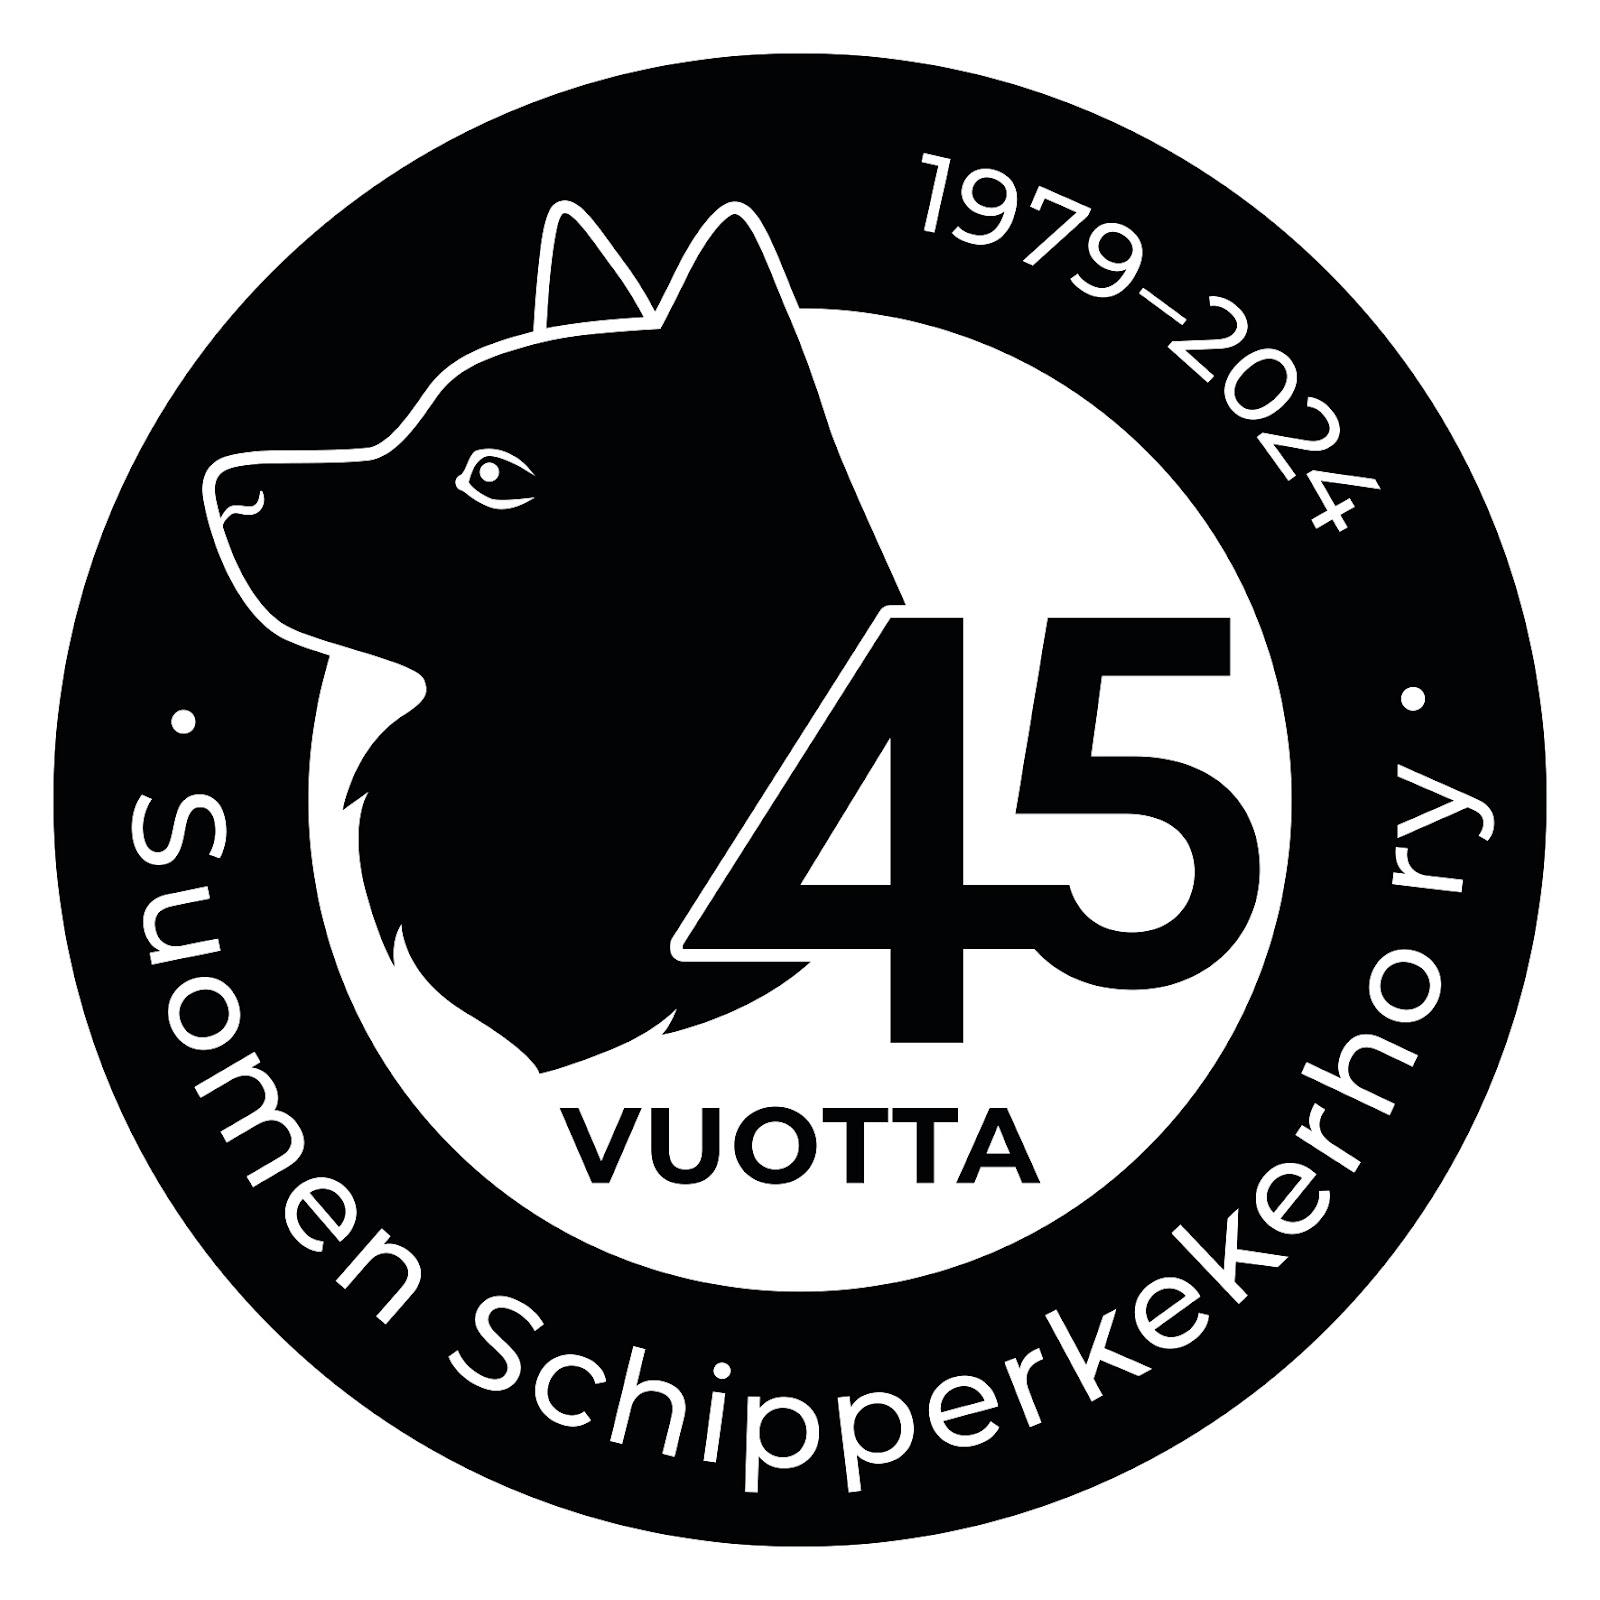 1979–2024
45
VUOTTA
• Suomen Schipperkekerho ry •